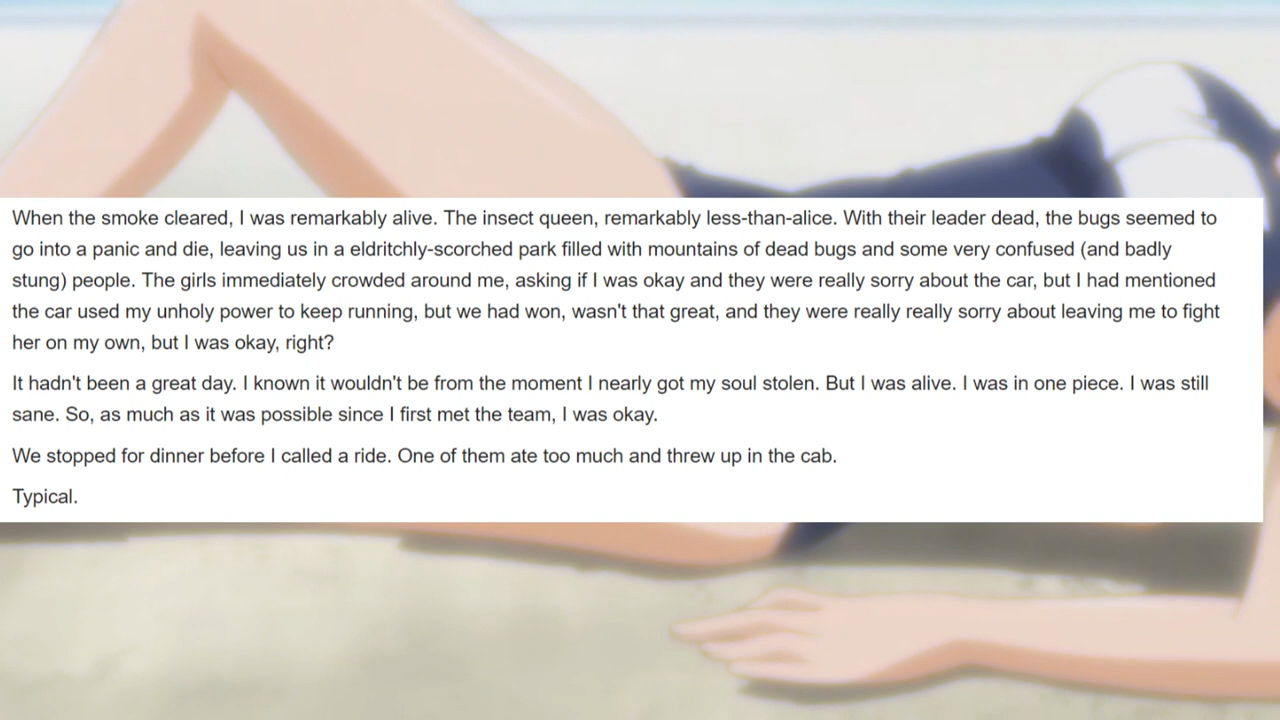 When the smoke cleared, I was remarkably alive. The insect queen, remarkably less-than-alice. With their leader dead, the bugs seemed to
go into a panic and die, leaving us in a eldritchly-scorched park filled with mountains of dead bugs and some very confused (and badly
stung) people. The girls immediately crowded around me, asking if I was okay and they were really sorry about the car, but I had mentioned
the car used my unholy power to keep running, but we had won, wasn't that great, and they were really really sorry about leaving me to fight
her on my own, but I was okay, right?
It hadn't been a great day. I known it wouldn't be from the moment I nearly got my soul stolen. But I was alive. I was in one piece. I was still
sane. So, as much as it was possible since I first met the team, I was okay.
We stopped for dinner before I called a ride. One of them ate too much and threw up in the cab.
Typical.